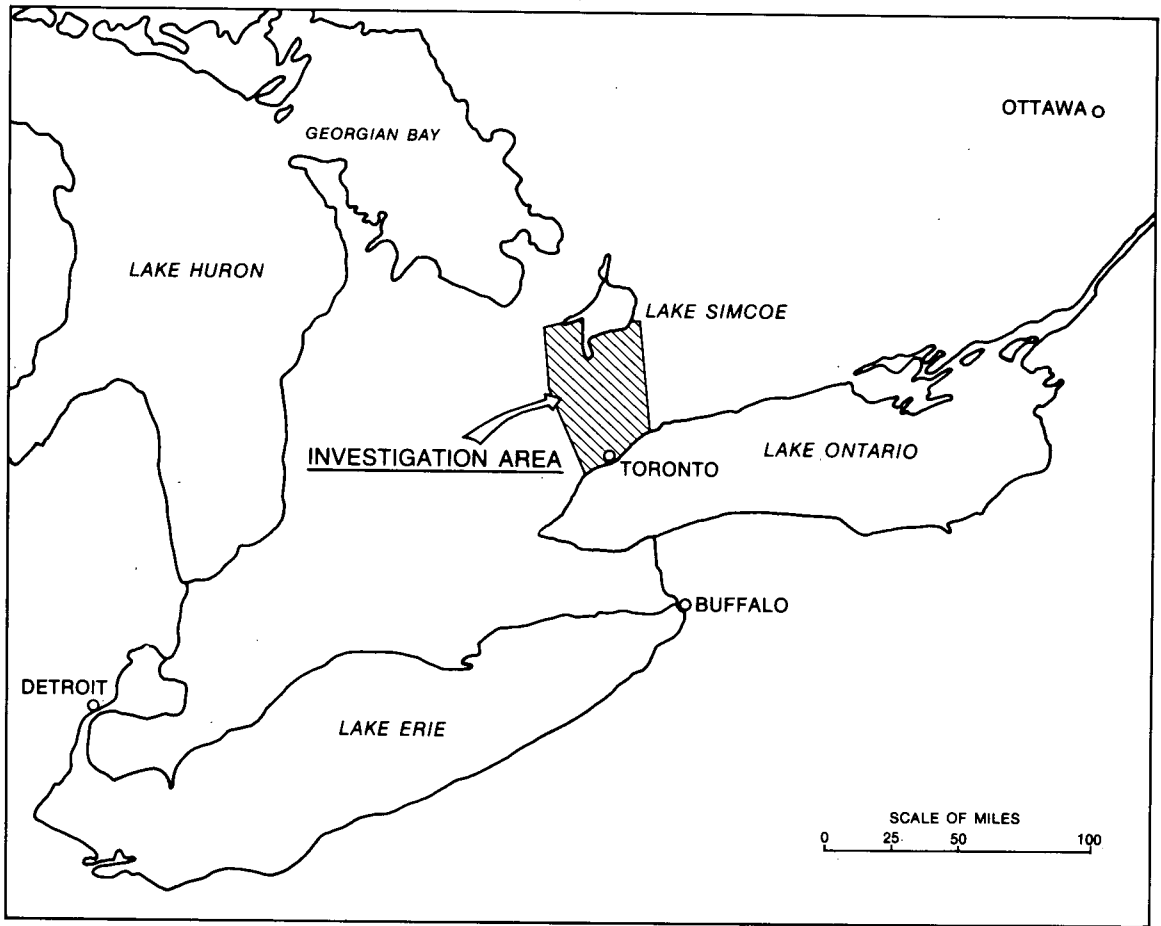 OTTAWA
GEORGIAN BAY
LAKE HURON
LAKE SIMCOE
INVESTIGATION AREA
TORONTO
LAKE ONTARIO
BUFFALO
DETROIT
LAKE ERIE
SCALE OF MILES
0 25 50 100